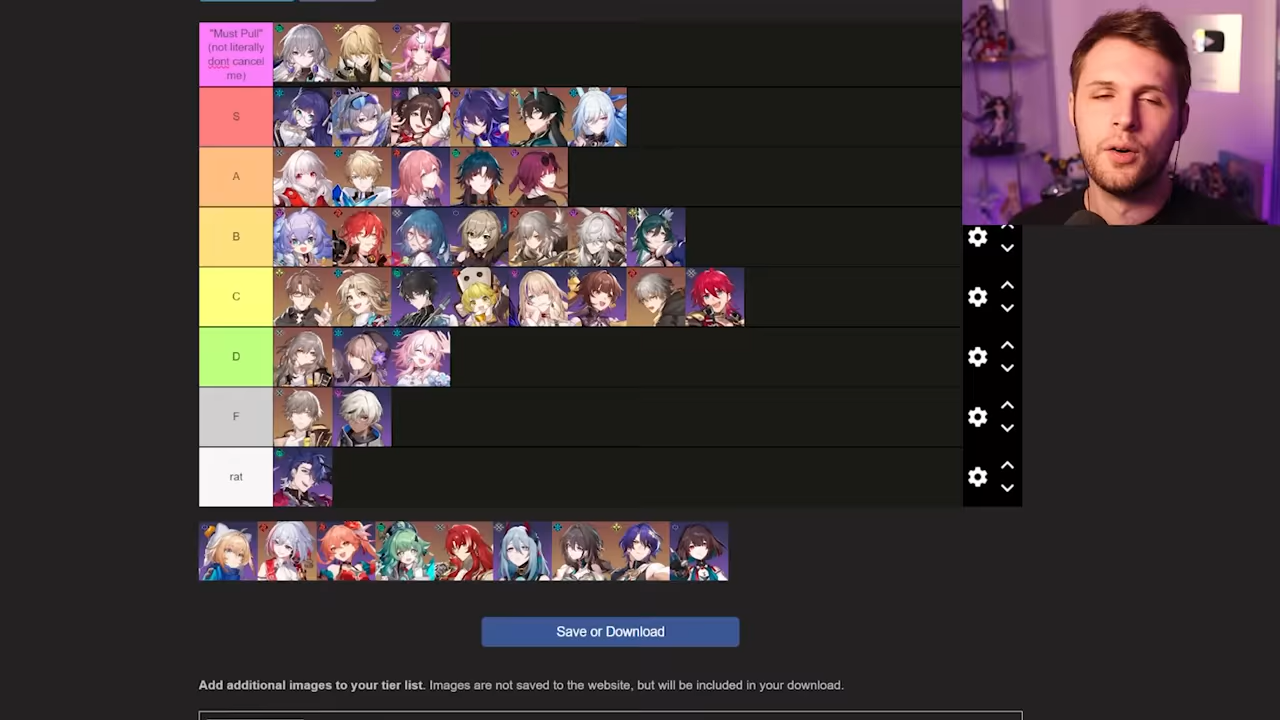 "Must Pull"
(not literally
dont cancel
me)
S
A
B
C
D
F
rat
Save or Download
Add additional images to your tier list. Images are not saved to the website, but will be included in your download.